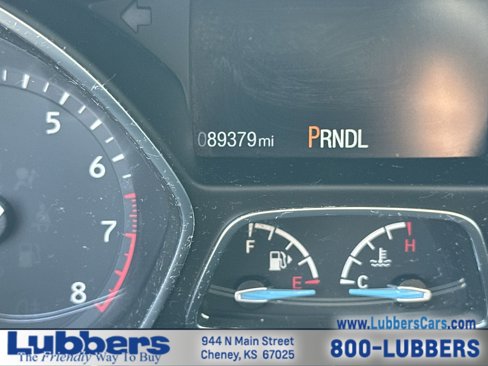 089379mi PRNDL
5
6
7
8
F
E
H
C
Lubbers
The Friendly Way To Buy
944 N Main Street
Cheney, KS 67025
www.LubbersCars.com
800-LUBBERS